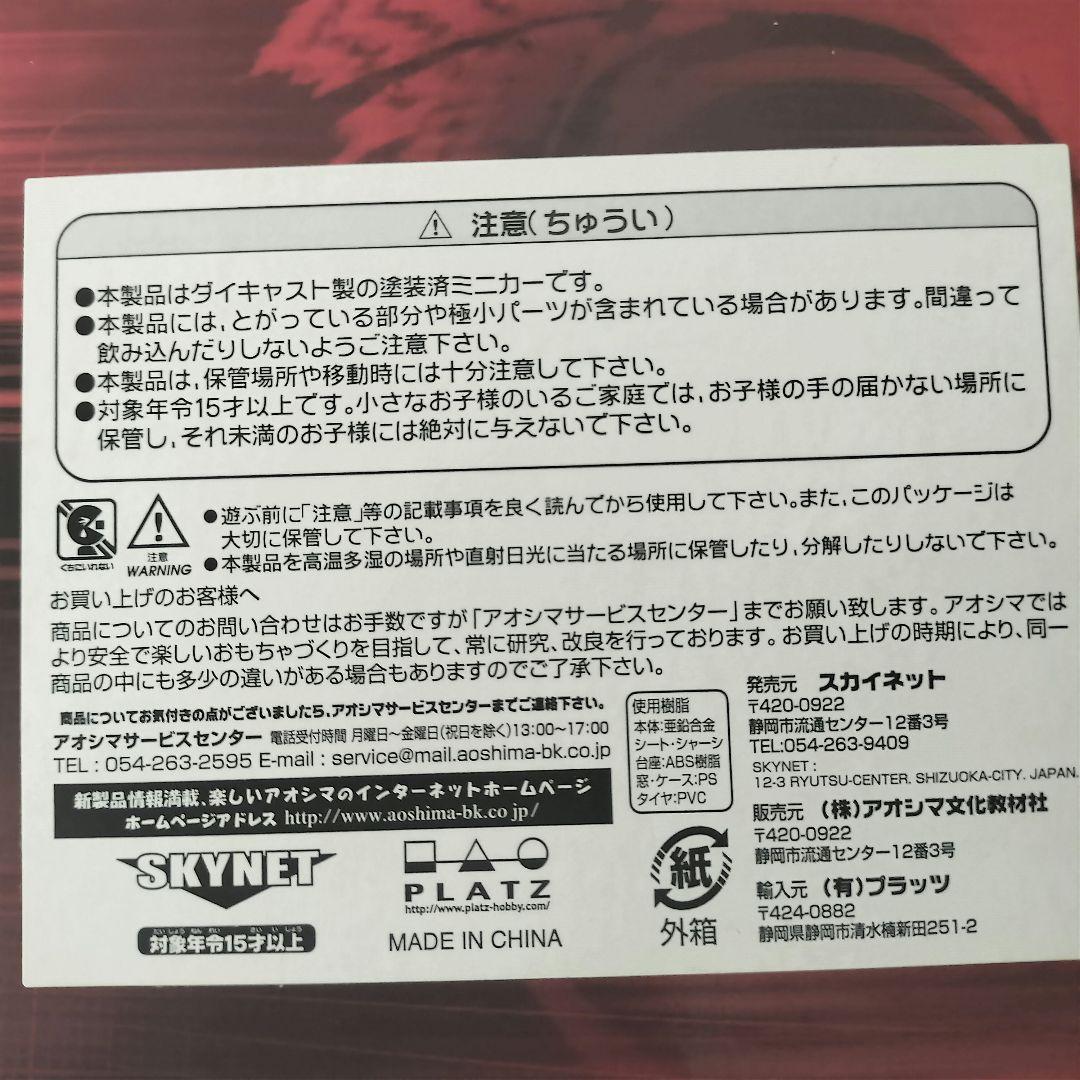 注意(ちゅうい)
●本製品はダイキャスト製の塗装済ミニカーです。
●本製品には,とがっている部分や極小パーツが含まれている場合があります。間違って
飲み込んだりしないようご注意下さい。
●本製品は,保管場所や移動時には十分注意して下さい。
●対象年令15才以上です。小さなお子様のいるご家庭では,お子様の手の届かない場所に
保管し,それ未満のお子様には絶対に与えないで下さい。
くちにいれない
注意
WARNING
●遊ぶ前に「注意」等の記載事項を良く読んでから使用して下さい。また,このパッケージは
大切に保管して下さい。
●本製品を高温多湿の場所や直射日光に当たる場所に保管したり,分解したりしないで下さい。
お買い上げのお客様へ
商品についてのお問い合わせはお手数ですが「アオシマサービスセンター」までお願い致します。アオシマでは
より安全で楽しいおもちゃづくりを目指して、常に研究、改良を行っております。お買い上げの時期により、同一
商品の中にも多少の違いがある場合もありますのでご了承下さい。
商品についてお気付きの点がございましたら、アオシマサービスセンターまでご連絡下さい。
アオシマサービスセンター 電話受付時間 月曜日~金曜日(祝日を除く)13:00~17:00
TEL : 054-263-2595 E-mail : service@mail.aoshima-bk.co.jp
新製品情報満載、楽しいアオシマのインターネットホームページ
ホームページアドレス http://www.aoshima-bk.co.jp/
使用樹脂
本体:亜鉛合金
シート・シャーシ
台座:ABS樹脂
窓・ケース:PS
タイヤ:PVC
発売元 スカイネット
〒420-0922
静岡市流通センター12番3号
TEL:054-263-9409
SKYNET :
12-3 RYUTSU-CENTER. SHIZUOKA-CITY. JAPAN.
販売元 (株)アオシマ文化教材社
〒420-0922
静岡市流通センター12番3号
輸入元 (有)プラッツ
〒424-0882
静岡県静岡市清水楠新田251-2
SKYNET
たいしょうねんれい さいいじょう
対象年令15才以上
PLATZ
http://www.platz-hobby.com/
MADE IN CHINA
紙
外箱